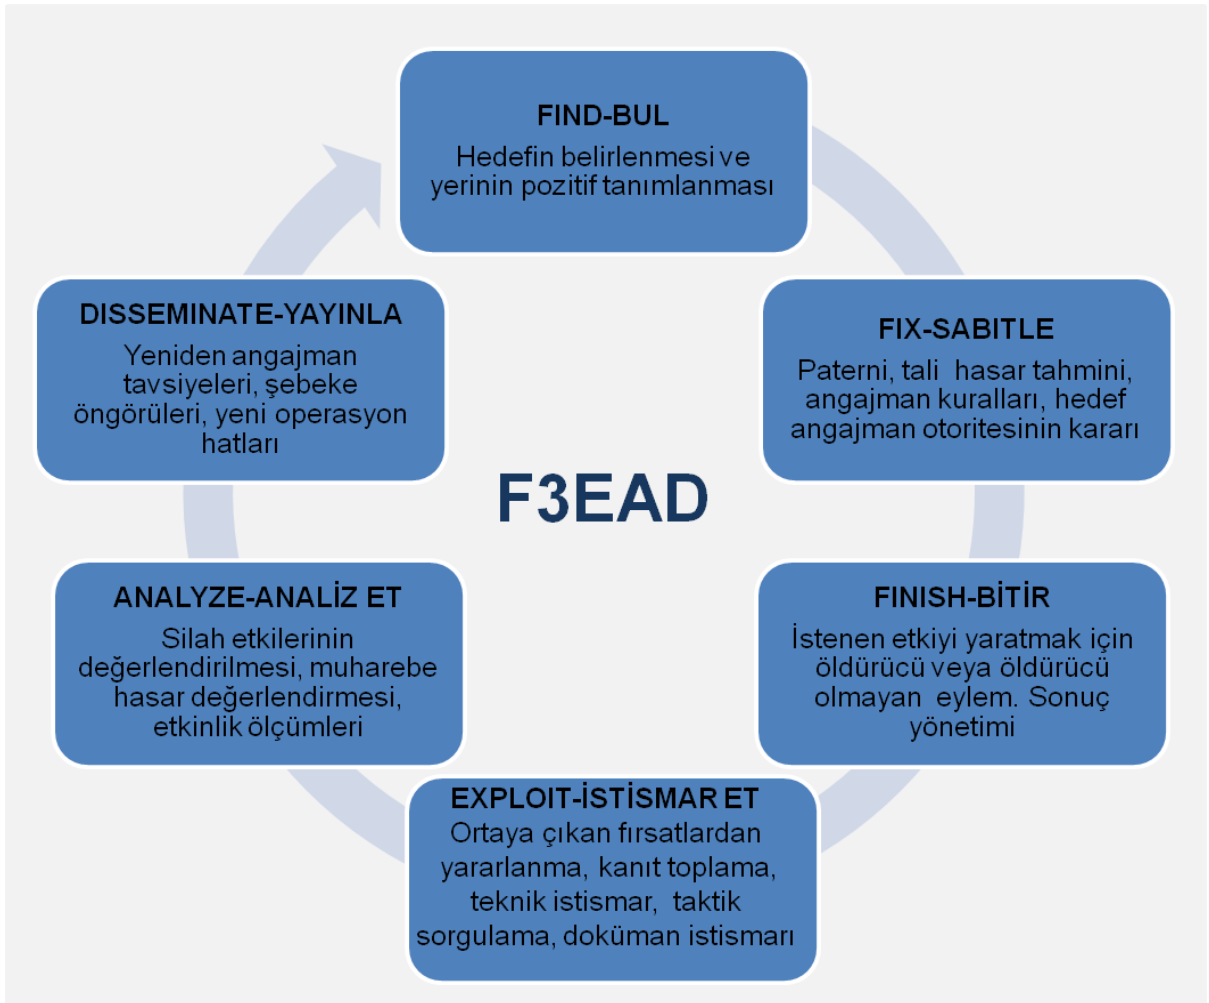 FIND-BUL
Hedefin belirlenmesi ve
yerinin pozitif tanımlanması
FIX-SABITLE
Paterni, tali hasar tahmini,
angajman kuralları, hedef
angajman otoritesinin kararı
FINISH-BİTİR
İstenen etkiyi yaratmak için
öldürücü veya öldürücü
olmayan eylem. Sonuç
yönetimi
EXPLOIT-İSTİSMAR ET
Ortaya çıkan fırsatlardan
yararlanma, kanıt toplama,
teknik istismar, taktik
sorgulama, doküman istismarı
ANALYZE-ANALİZ ET
Silah etkilerinin
değerlendirilmesi, muharebe
hasar değerlendirmesi,
etkinlik ölçümleri
DISSEMINATE-YAYINLA
Yeniden angajman
tavsiyeleri, şebeke
öngörüleri, yeni operasyon
hatları
F3EAD